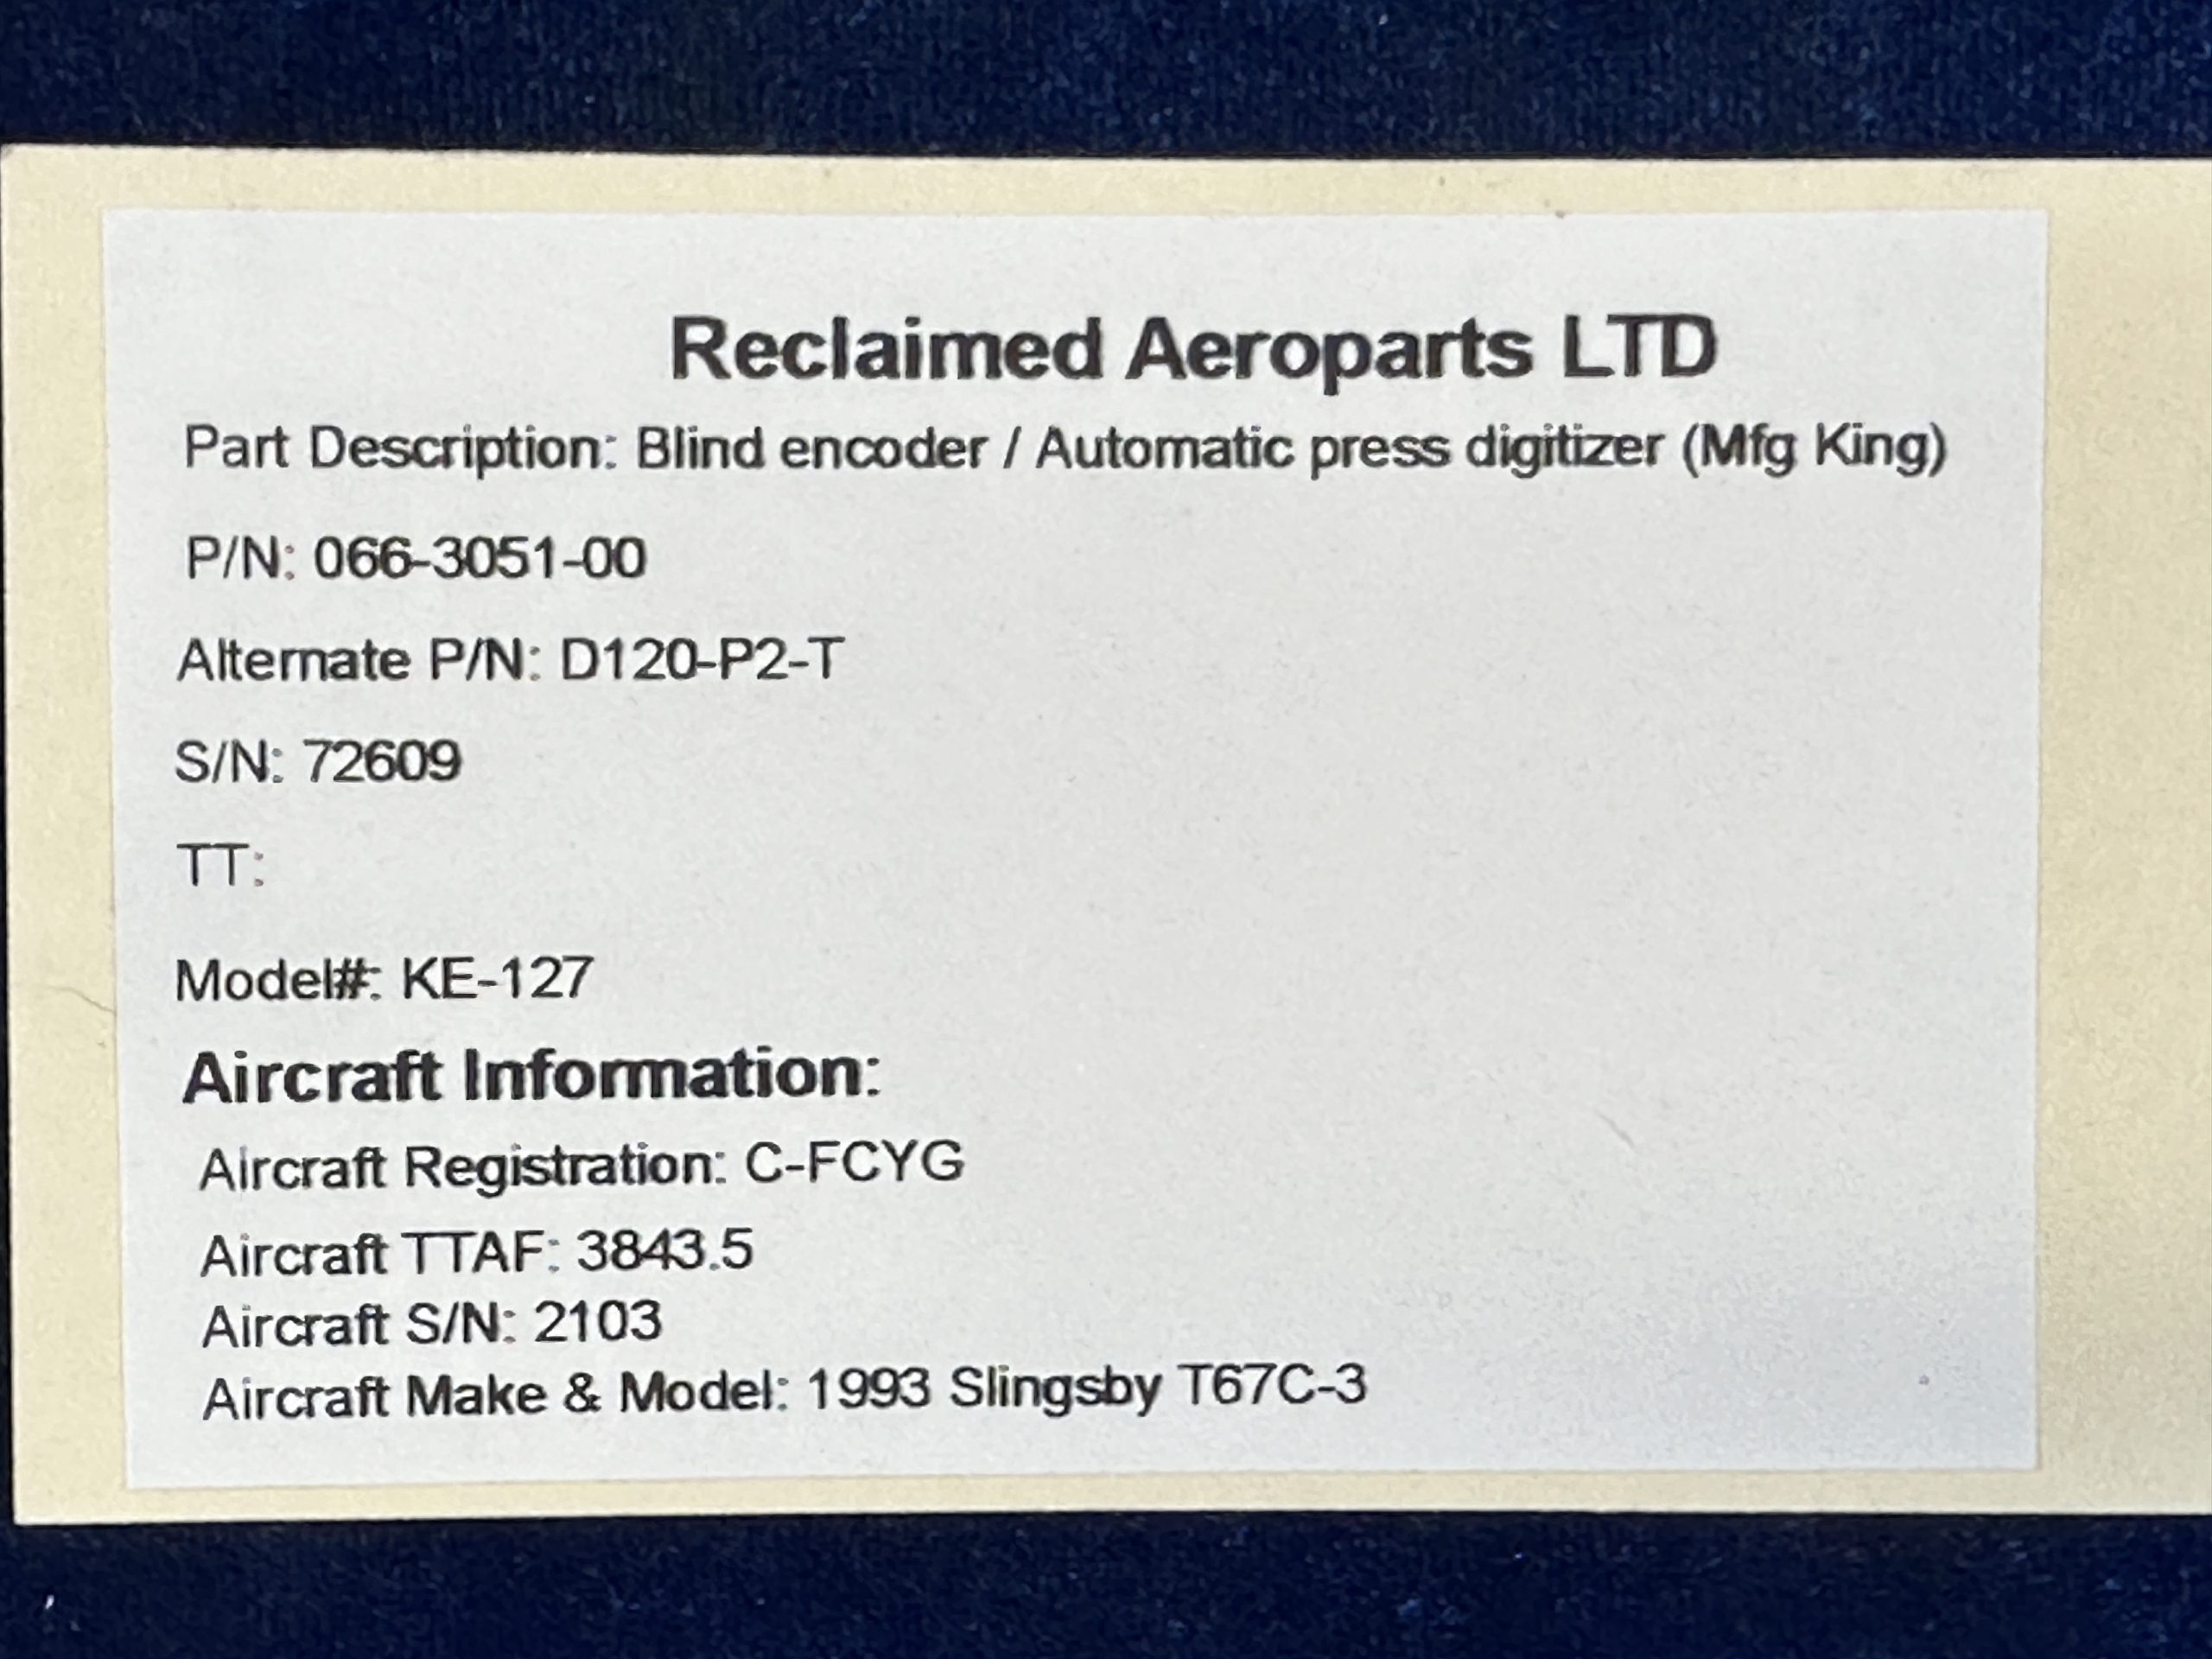 Reclaimed Aeroparts LTD
Part Description: Blind encoder / Automatic press digitizer (Mfg King)
P/N: 066-3051-00
Alternate P/N: D120-P2-T
S/N: 72609
TT:
Model#: KE-127
Aircraft Information:
Aircraft Registration: C-FCYG
Aircraft TTAF: 3843.5
Aircraft S/N: 2103
Aircraft Make & Model: 1993 Slingsby T67C-3